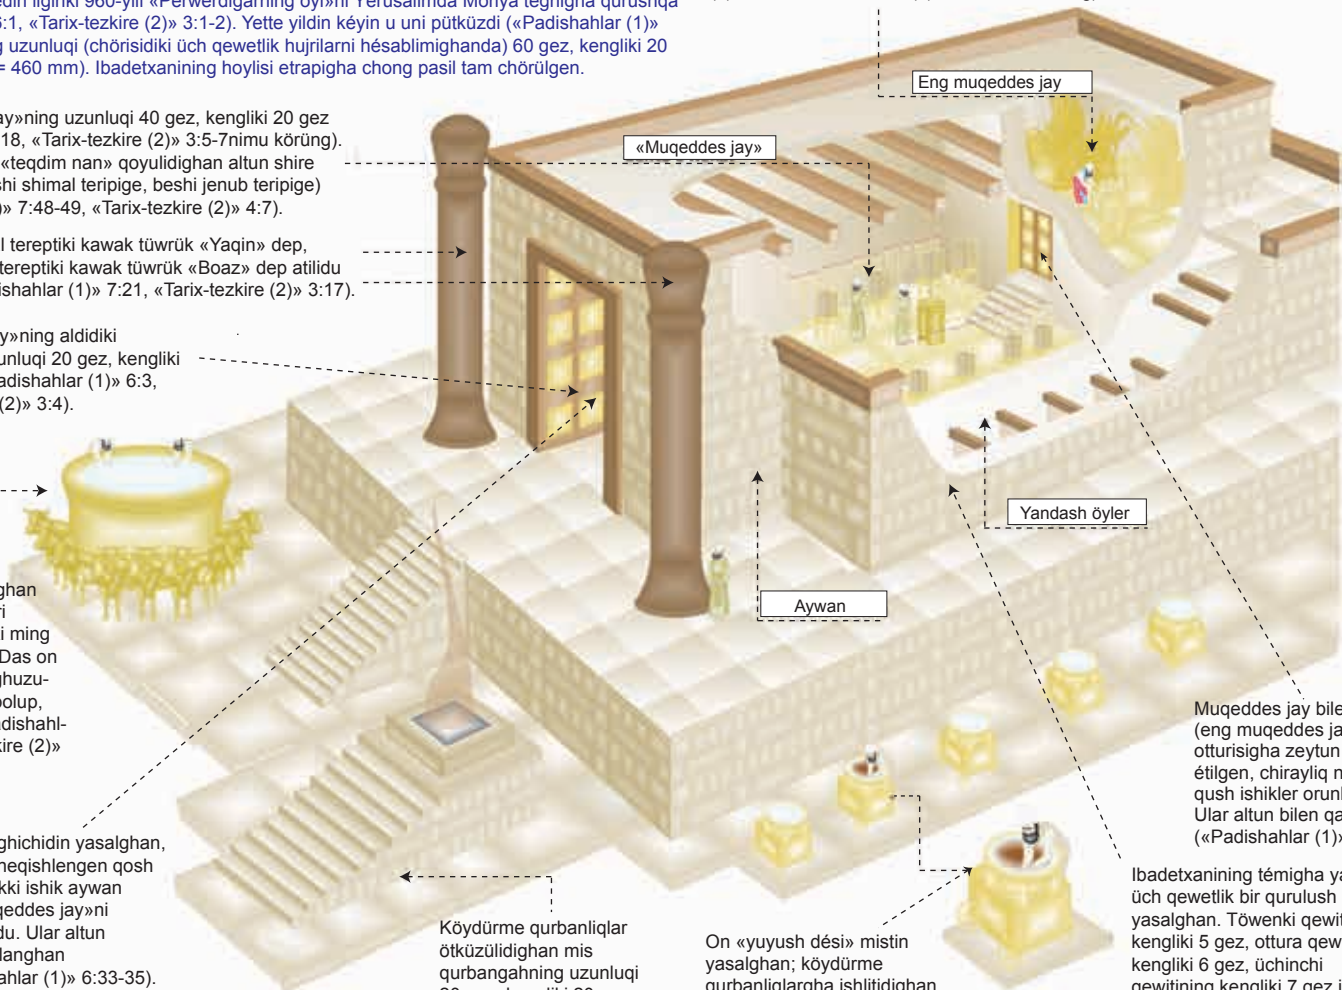 édin ilgiriki 960-yili «Perwerdigarning öyi»ni Yérusalémda Moriya téghigha qurushqa
6:1, «Tarix-tezkire (2)» 3:1-2). Yette yildin kéyin u uni pütküzdi («Padishahlar (1)»
uzunluqi (chörisidiki üch qewetlik hujrilarni hésablimighanda) 60 gez, kengliki 20
= 460 mm). Ibadetxanining hoylisi etrapigha chong pasil tam chörülgen.
Eng muqeddes jay
«Muqeddes jay»
ay»ning uzunluqi 40 gez, kengliki 20 gez
18, «Tarix-tezkire (2)» 3:5-7nimu körüng).
«teqdim nan» qoyulidighan altun shire
shi shimal teripige, beshi jenub teripige)
)» 7:48-49, «Tarix-tezkire (2)» 4:7).
l tereptiki kawak tüwrük «Yaqin» dep,
tereptiki kawak tüwrük «Boaz» dep atilidu
ishahlar (1)» 7:21, «Tarix-tezkire (2)» 3:17).
y»ning aldidiki
unluqi 20 gez, kengliki
adishahlar (1)» 6:3,
(2)» 3:4).
Yandash öyler
Aywan
ghan
ri
i ming
Das on
ghuzu-
bolup,
adishahl-
kire (2)»
Muqeddes jay bile
(eng muqeddes ja
otturisigha zeytun
étilgen, chirayliq n
qush ishikler orunl
Ular altun bilen qa
(«Padishahlar (1)»
ghichidin yasalghan,
neqishlengen qosh
kki ishik aywan
qeddes jay»ni
du. Ular altun
langhan
ahlar (1)» 6:33-35).
Köydürme qurbanliqlar
ötküzülidighan mis
qurbangahning uzunluqi
On «yuyush dési» mistin
yasalghan; köydürme
qurbanliqlargha ishlitidighan
Ibadetxanining témigha ya
üch qewetlik bir qurulush
yasalghan. Töwenki qewit
kengliki 5 gez, ottura qew
kengliki 6 gez, üchinchi
qewitining kengliki 7 gez i